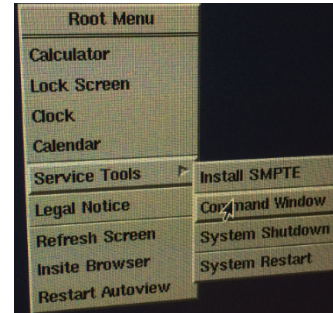 Root Menu
Calculator
Lock Screen
Clock
Calendar
Service Tools
Legal Notice
Refresh Screen
Insite Browser
Restart Autoview
Install SMPTE
Command Window
System Shutdown
System Restart